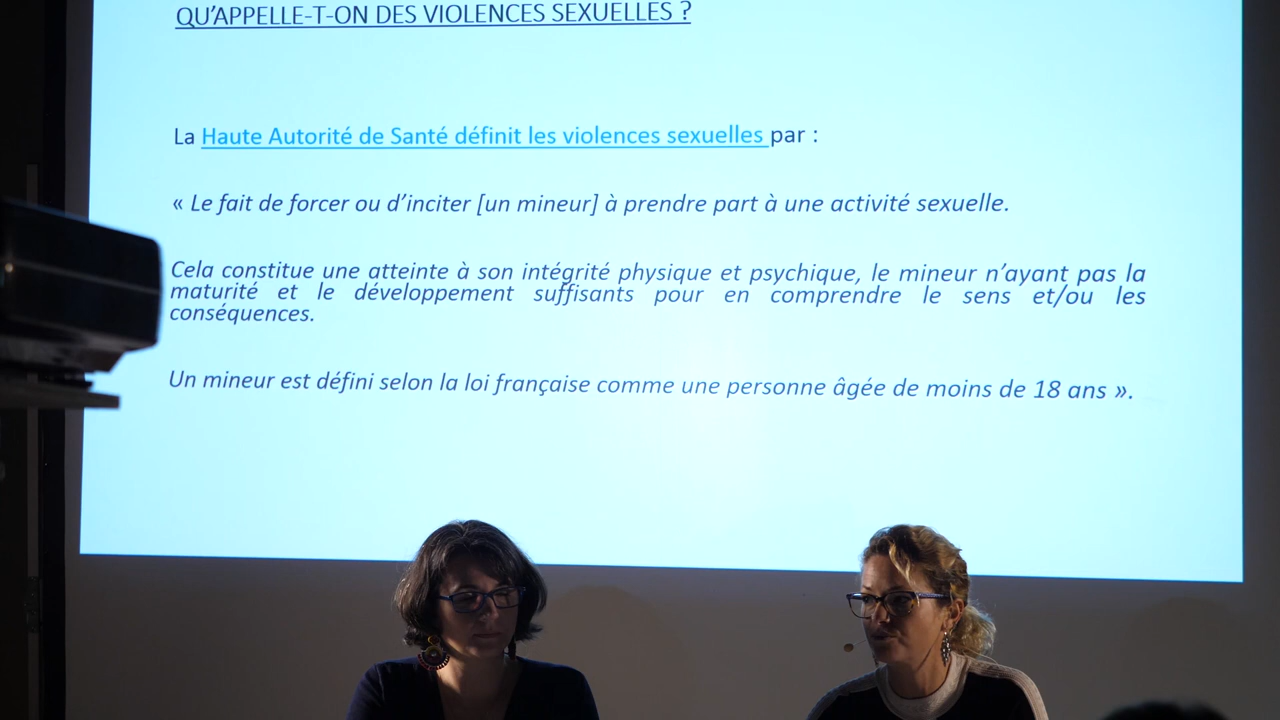 QU'APPELLE-T-ON DES VIOLENCES SEXUELLES ?
La Haute Autorité de Santé définit les violences sexuelles par :
« Le fait de forcer ou d'inciter [un mineur] à prendre part à une activité sexuelle.
Cela constitue une atteinte à son intégrité physique et psychique, le mineur n'ayant pas la
maturité et le développement suffisants pour en comprendre le sens et/ou les
conséquences.
Un mineur est défini selon la loi française comme une personne âgée de moins de 18 ans ».